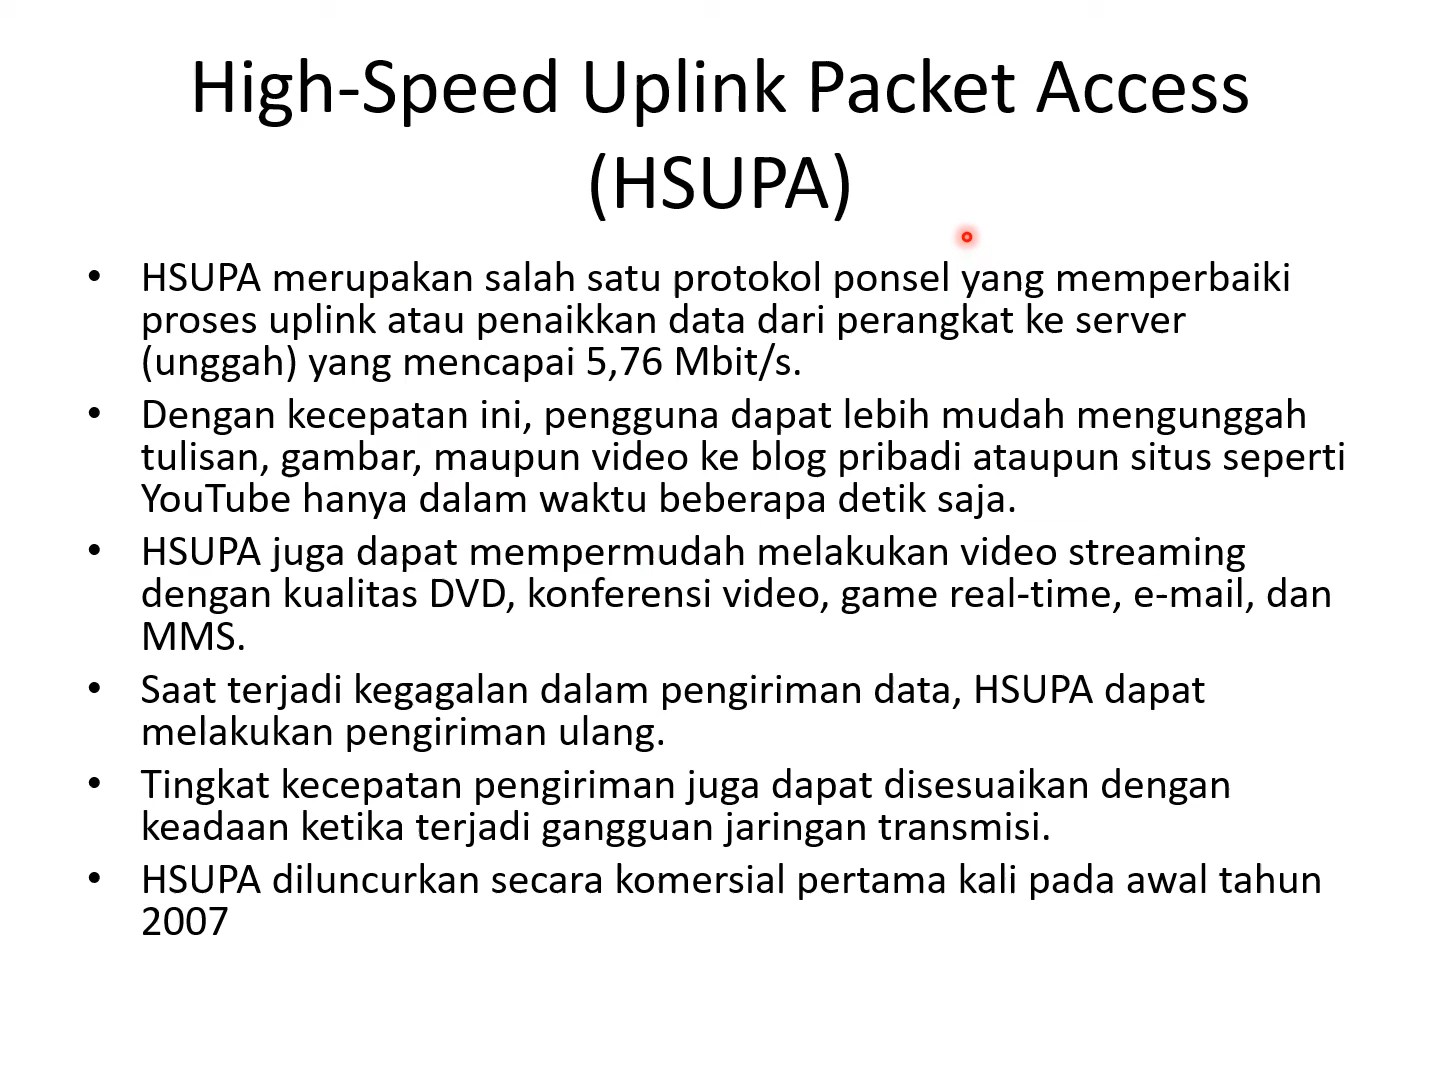 High-Speed Uplink Packet Access
(HSUPA)
• HSUPA merupakan salah satu protokol ponsel yang memperbaiki
proses uplink atau penaikkan data dari perangkat ke server
(unggah) yang mencapai 5,76 Mbit/s.
• Dengan kecepatan ini, pengguna dapat lebih mudah mengunggah
tulisan, gambar, maupun video ke blog pribadi ataupun situs seperti
YouTube hanya dalam waktu beberapa detik saja.
• HSUPA juga dapat mempermudah melakukan video streaming
dengan kualitas DVD, konferensi video, game real-time, e-mail, dan
MMS.
• Saat terjadi kegagalan dalam pengiriman data, HSUPA dapat
melakukan pengiriman ulang.
• Tingkat kecepatan pengiriman juga dapat disesuaikan dengan
keadaan ketika terjadi gangguan jaringan transmisi.
• HSUPA diluncurkan secara komersial pertama kali pada awal tahun
2007